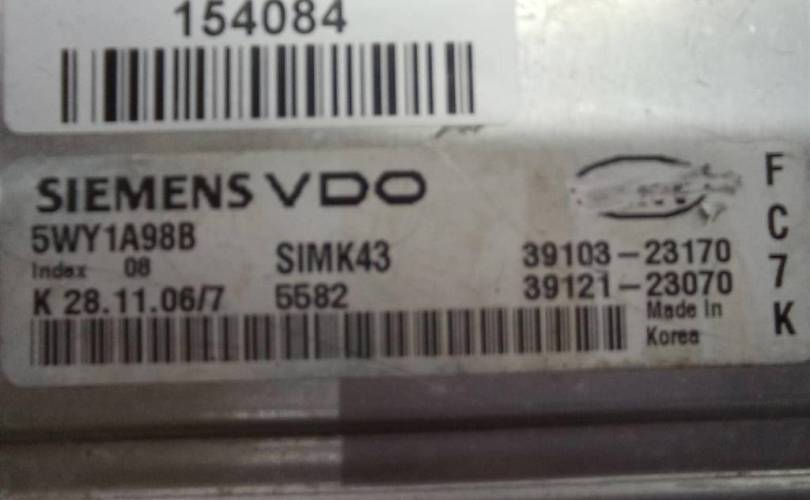 154084
SIEMENS VDO
5WY1A98B
Index 08
SIMK43
39103-23170
K 28.11.06/7
5582
39121-23070
Made In
Korea
F
C
7
K